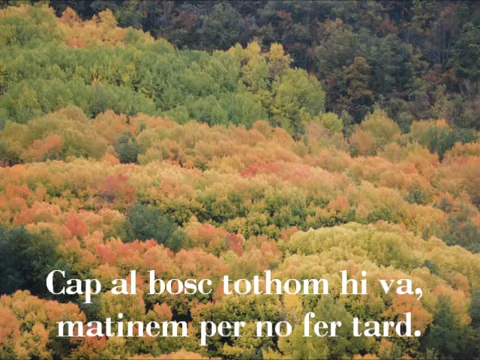 Cap al bosc tothom hi va,
matinem per no fer tard.